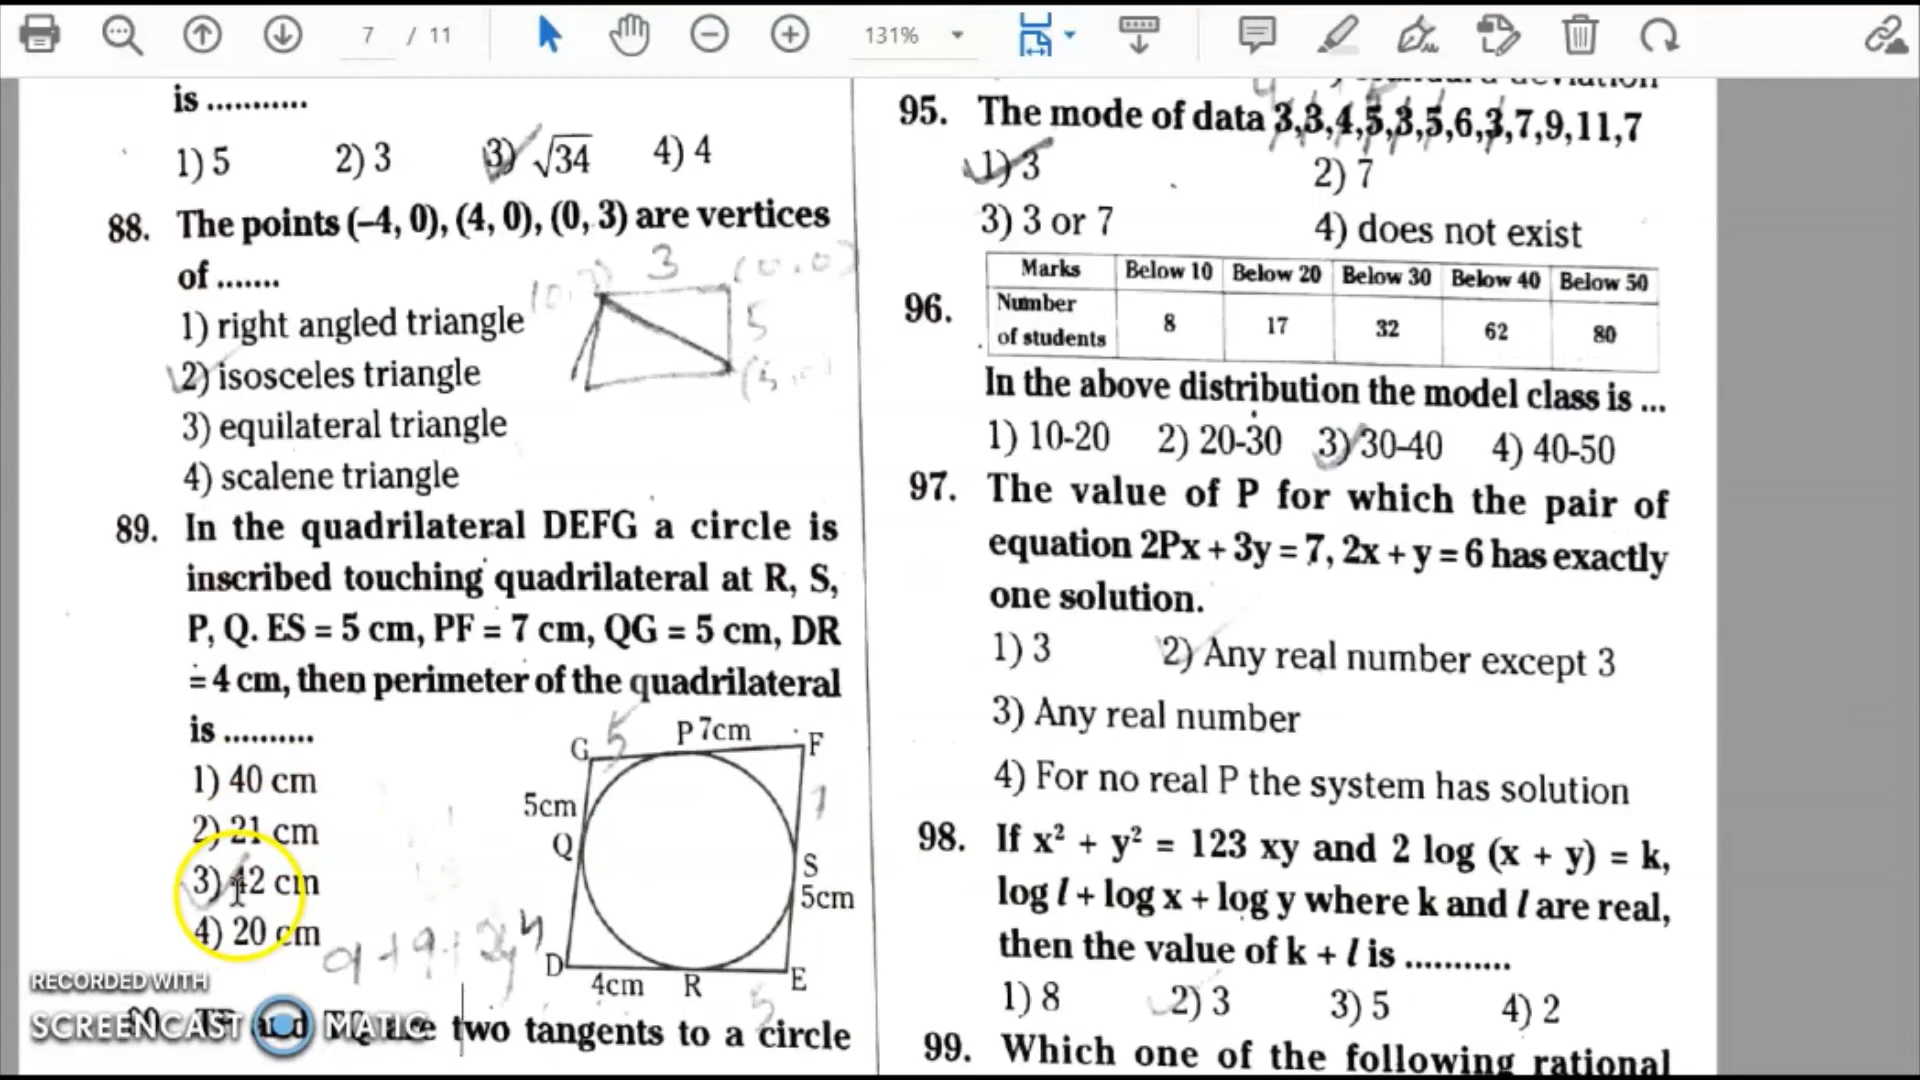 7 / 11 131%
is ...........
1) 5 2) 3 3) √34 4) 4
88. The points (–4, 0), (4, 0), (0, 3) are vertices
of .......
1) right angled triangle
2) isosceles triangle
3) equilateral triangle
4) scalene triangle
3
5
89. In the quadrilateral DEFG a circle is
inscribed touching quadrilateral at R, S,
P, Q. ES = 5 cm, PF = 7 cm, QG = 5 cm, DR
= 4 cm, then perimeter of the quadrilateral
is ..........
1) 40 cm
2) 21 cm
3) 42 cm
4) 20 cm
G 5 P 7cm F
5cm 7
Q S
5cm
D 4cm R E
5
RECORDED WITH
SCREENCAST MATIC
are two tangents to a circle
standard deviation
95. The mode of data 3,3,4,5,3,5,6,3,7,9,11,7
1) 3 2) 7
3) 3 or 7 4) does not exist
96.
Marks Below 10 Below 20 Below 30 Below 40 Below 50
Number
of students 8 17 32 62 80
In the above distribution the model class is ...
1) 10-20 2) 20-30 3) 30-40 4) 40-50
97. The value of P for which the pair of
equation 2Px + 3y = 7, 2x + y = 6 has exactly
one solution.
1) 3 2) Any real number except 3
3) Any real number
4) For no real P the system has solution
98. If x² + y² = 123 xy and 2 log (x + y) = k,
log l + log x + log y where k and l are real,
then the value of k + l is ...........
1) 8 2) 3 3) 5 4) 2
99. Which one of the following rational